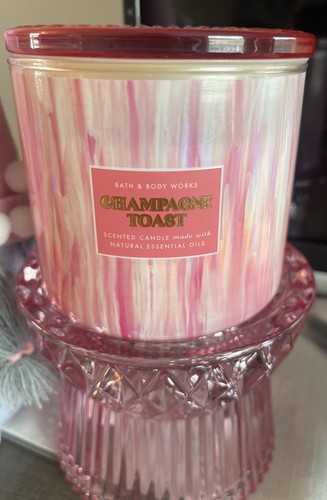 BATH & BODY WORKS
CHAMPAGNE
TOAST
SCENTED CANDLE made with
NATURAL ESSENTIAL OILS